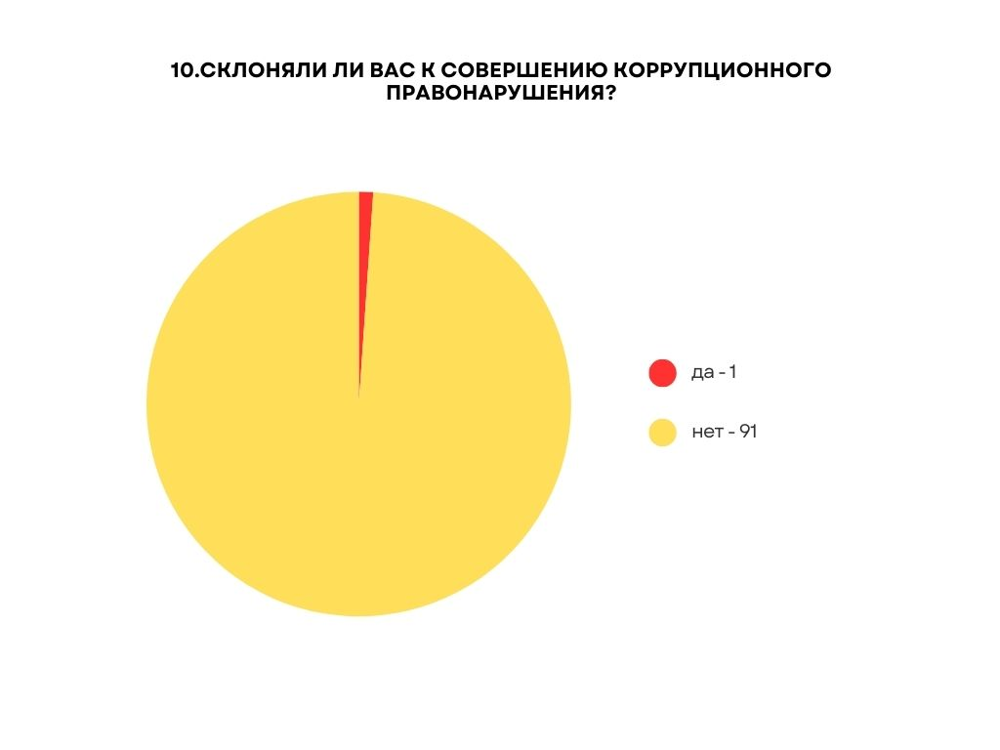 10.СКЛОНЯЛИ ЛИ ВАС К СОВЕРШЕНИЮ КОРРУПЦИОННОГО
ПРАВОНАРУШЕНИЯ?
да - 1
нет - 91